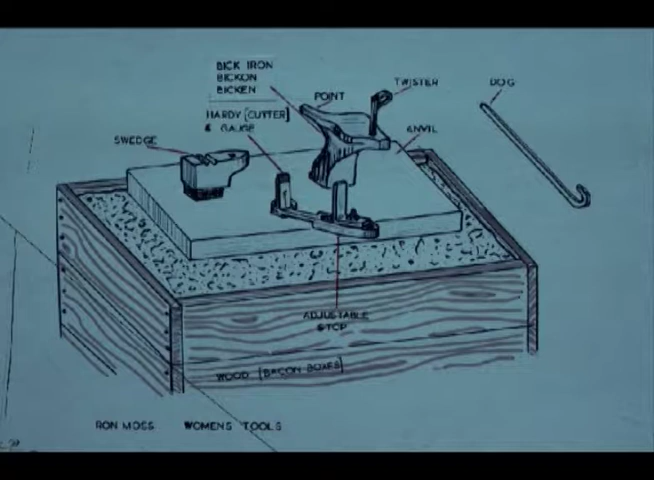 BICK IRON
BICKON
BICKEN
TWISTER
DOG
POINT
HARDY [CUTTER]
& GAUGE
ANVIL
SWEDGE
ADJUSTABLE
STOP
WOOD [BACON BOXES]
RON MOSS WOMENS TOOLS